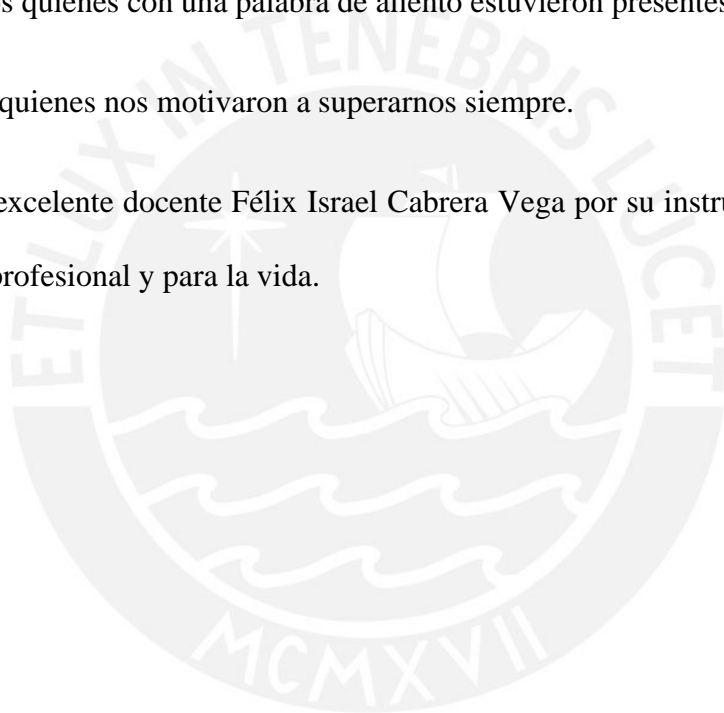 quienes con una palabra de aliento estuvieron presentes
quienes nos motivaron a superarnos siempre.
excelente docente Félix Israel Cabrera Vega por su
profesional y para la vida.
ET LUX IN TENEBRIS LUCET
MCMXVII